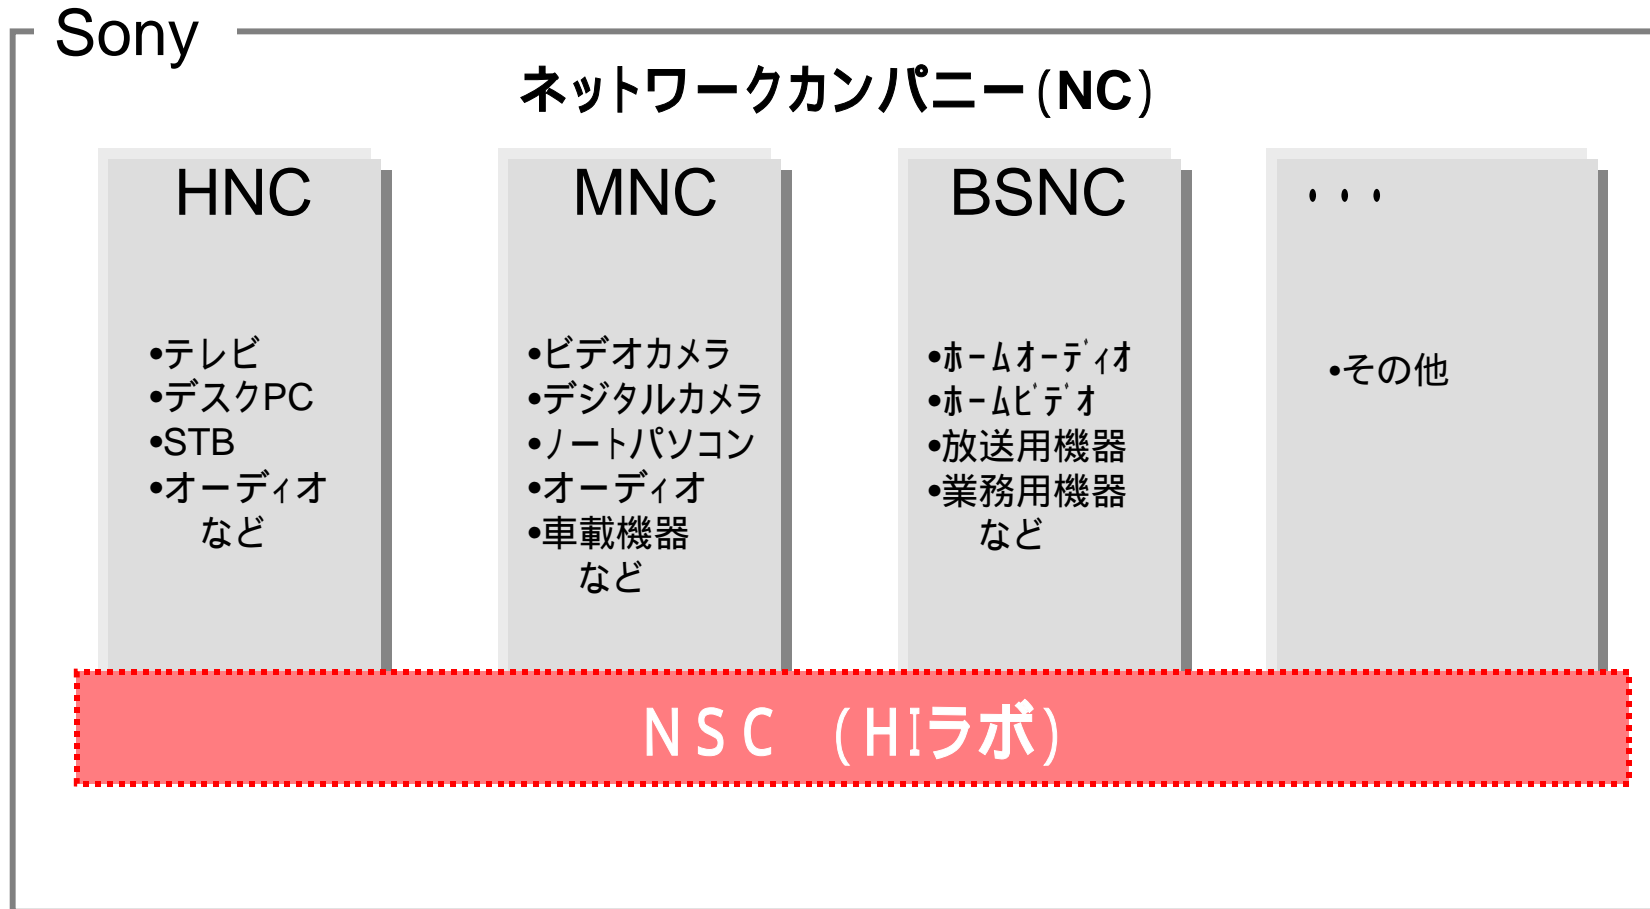 Sony
ネットワークカンパニー(NC)
HNC
•テレビ
•デスクPC
•STB
•オーディオ
など
MNC
•ビデオカメラ
•デジタルカメラ
•ノートパソコン
•オーディオ
•車載機器
など
BSNC
•ﾎｰﾑｵｰﾃﾞｨｵ
•ﾎｰﾑﾋﾞﾃﾞｵ
•放送用機器
•業務用機器
など
・・・
•その他
NSC (HIラボ)